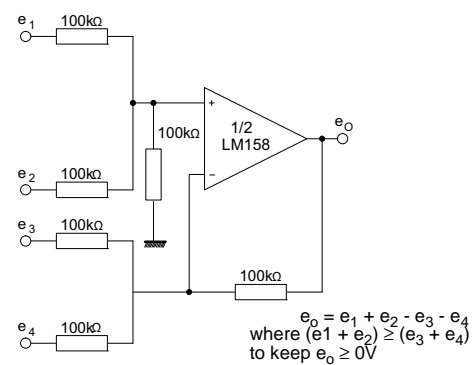 e1
100kΩ
+
1/2
LM158
-
100kΩ
eO
e2
100kΩ
e3
100kΩ
100kΩ
e4
100kΩ
eo = e1 + e2 - e3 - e4
where (e1 + e2) ≥ (e3 + e4)
to keep eo ≥ 0V